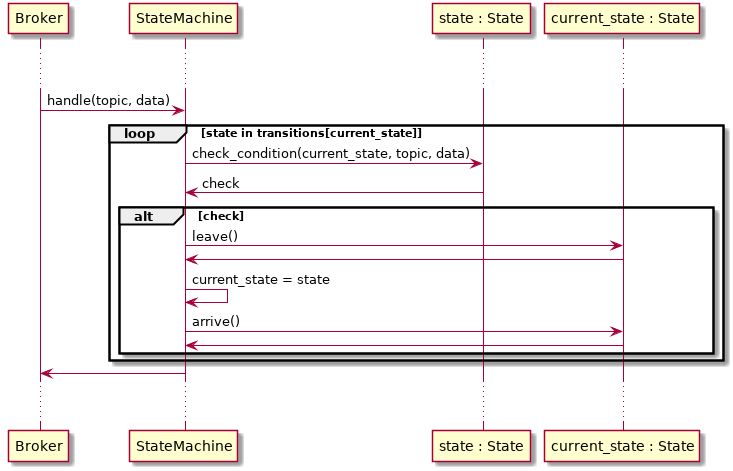 Broker
StateMachine
state : State
current_state : State
handle(topic, data)
loop
[state in transitions[current_state]]
check_condition(current_state, topic, data)
check
alt
[check]
leave()
current_state = state
arrive()
Broker
StateMachine
state : State
current_state : State